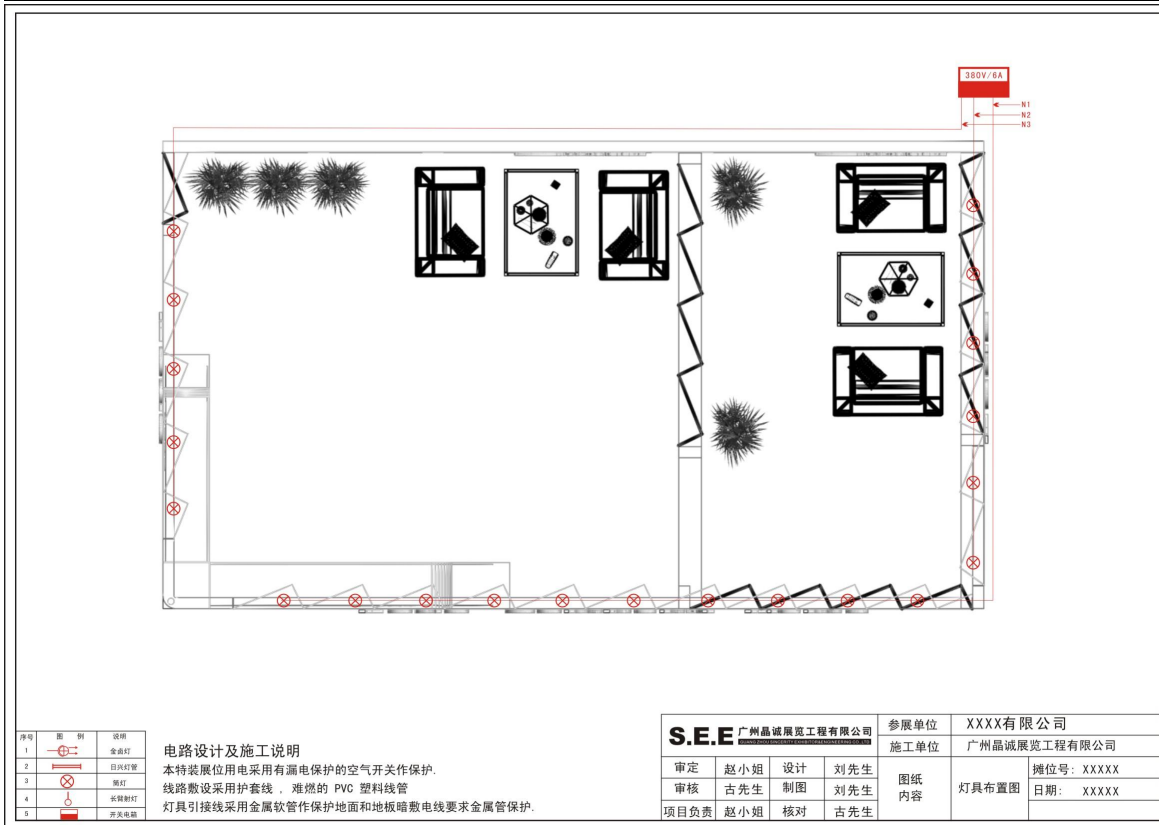 380V/6A
N1
N2
N3
序号 图 例 说明
1 金卤灯
2 日兴灯管
3 筒灯
4 长臂射灯
5 开关电箱
电路设计及施工说明
本特装展位用电采用有漏电保护的空气开关作保护.
线路敷设采用护套线 , 难燃的 PVC 塑料线管
灯具引接线采用金属软管作保护地面和地板暗敷电线要求金属管保护.
S.E.E 广州晶诚展览工程有限公司
参展单位 XXXX有限公司
施工单位 广州晶诚展览工程有限公司
审定 赵小姐 设计 刘先生
审核 古先生 制图 刘先生
项目负责 赵小姐 核对 古先生
图纸
内容
灯具布置图
摊位号: XXXXX
日期: XXXXX